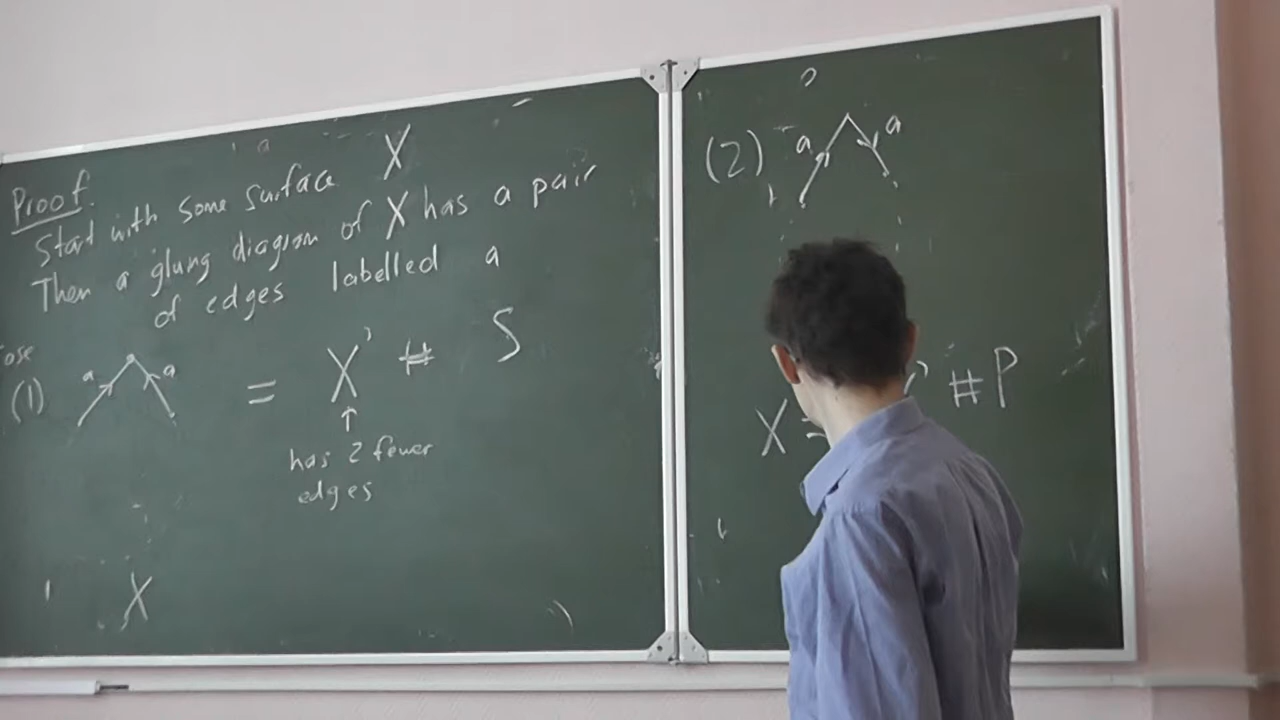 a
Proof.
Start with some surface X
Then a gluing diagram of X has a pair
of edges labelled a
ose
(1) a a = X' # S
↑
has 2 fewer
edges
X
(2) a a
X = ' # P